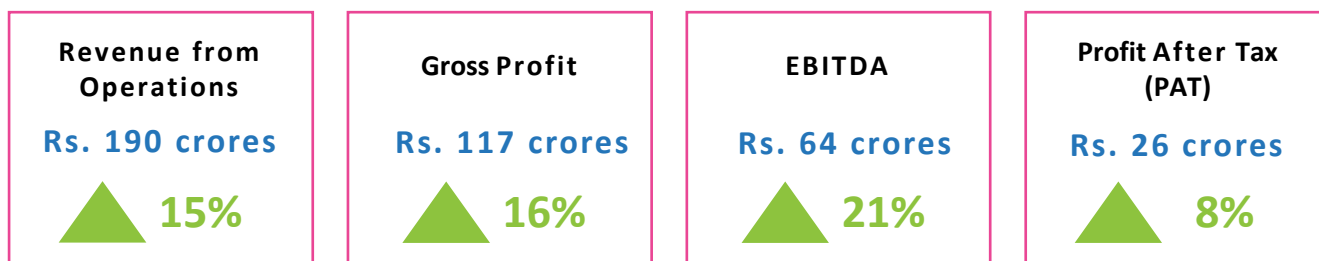 Revenue from
Operations
Rs. 190 crores
15%
Gross Profit
Rs. 117 crores
16%
EBITDA
Rs. 64 crores
21%
Profit After Tax
(PAT)
Rs. 26 crores
8%